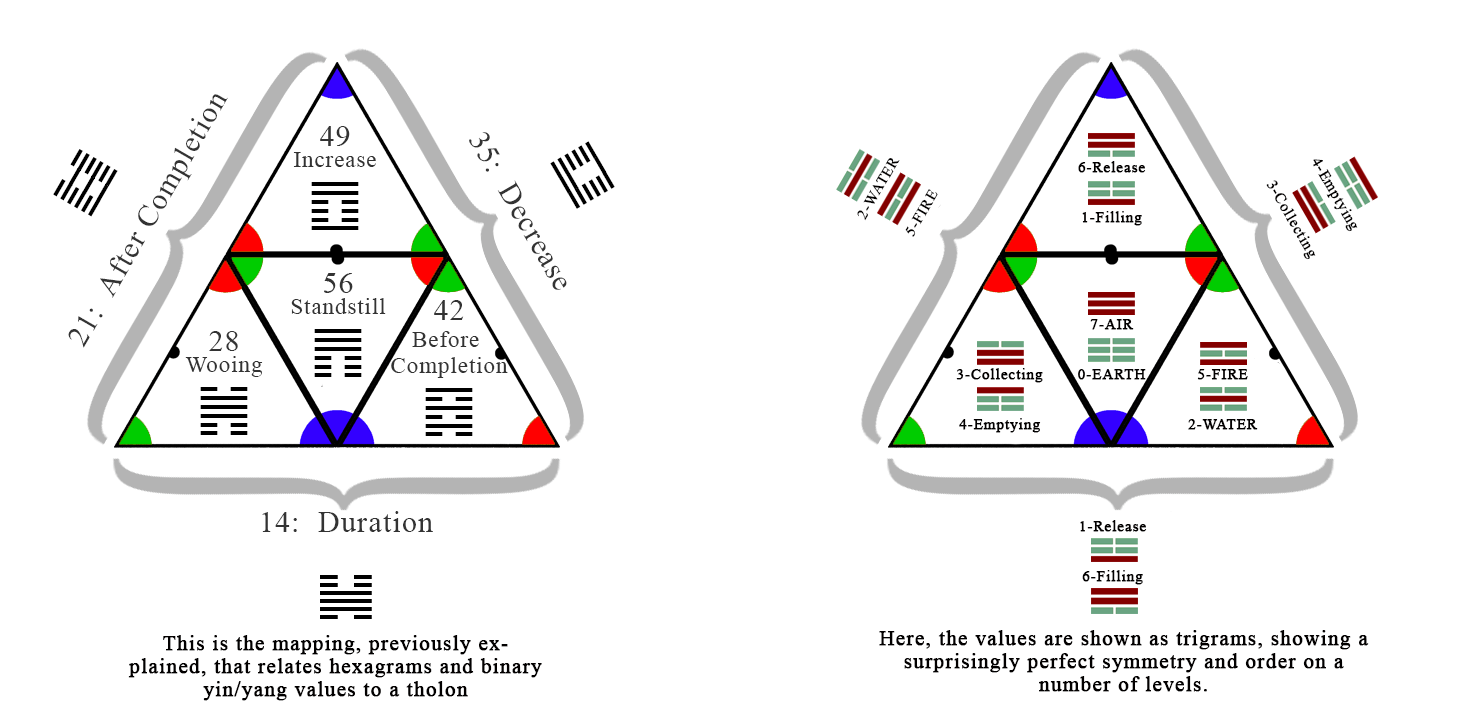 49
Increase
21: After Completion
35: Decrease
56
Standstill
28
Wooing
42
Before
Completion
14: Duration
This is the mapping, previously ex-
plained, that relates hexagrams and binary
yin/yang values to a tholon
6-Release
1-Filling
2-WATER
5-FIRE
3-Collecting
4-Emptying
7-AIR
0-EARTH
3-Collecting
4-Emptying
5-FIRE
2-WATER
1-Release
6-Filling
Here, the values are shown as trigrams, showing a
surprisingly perfect symmetry and order on a
number of levels.